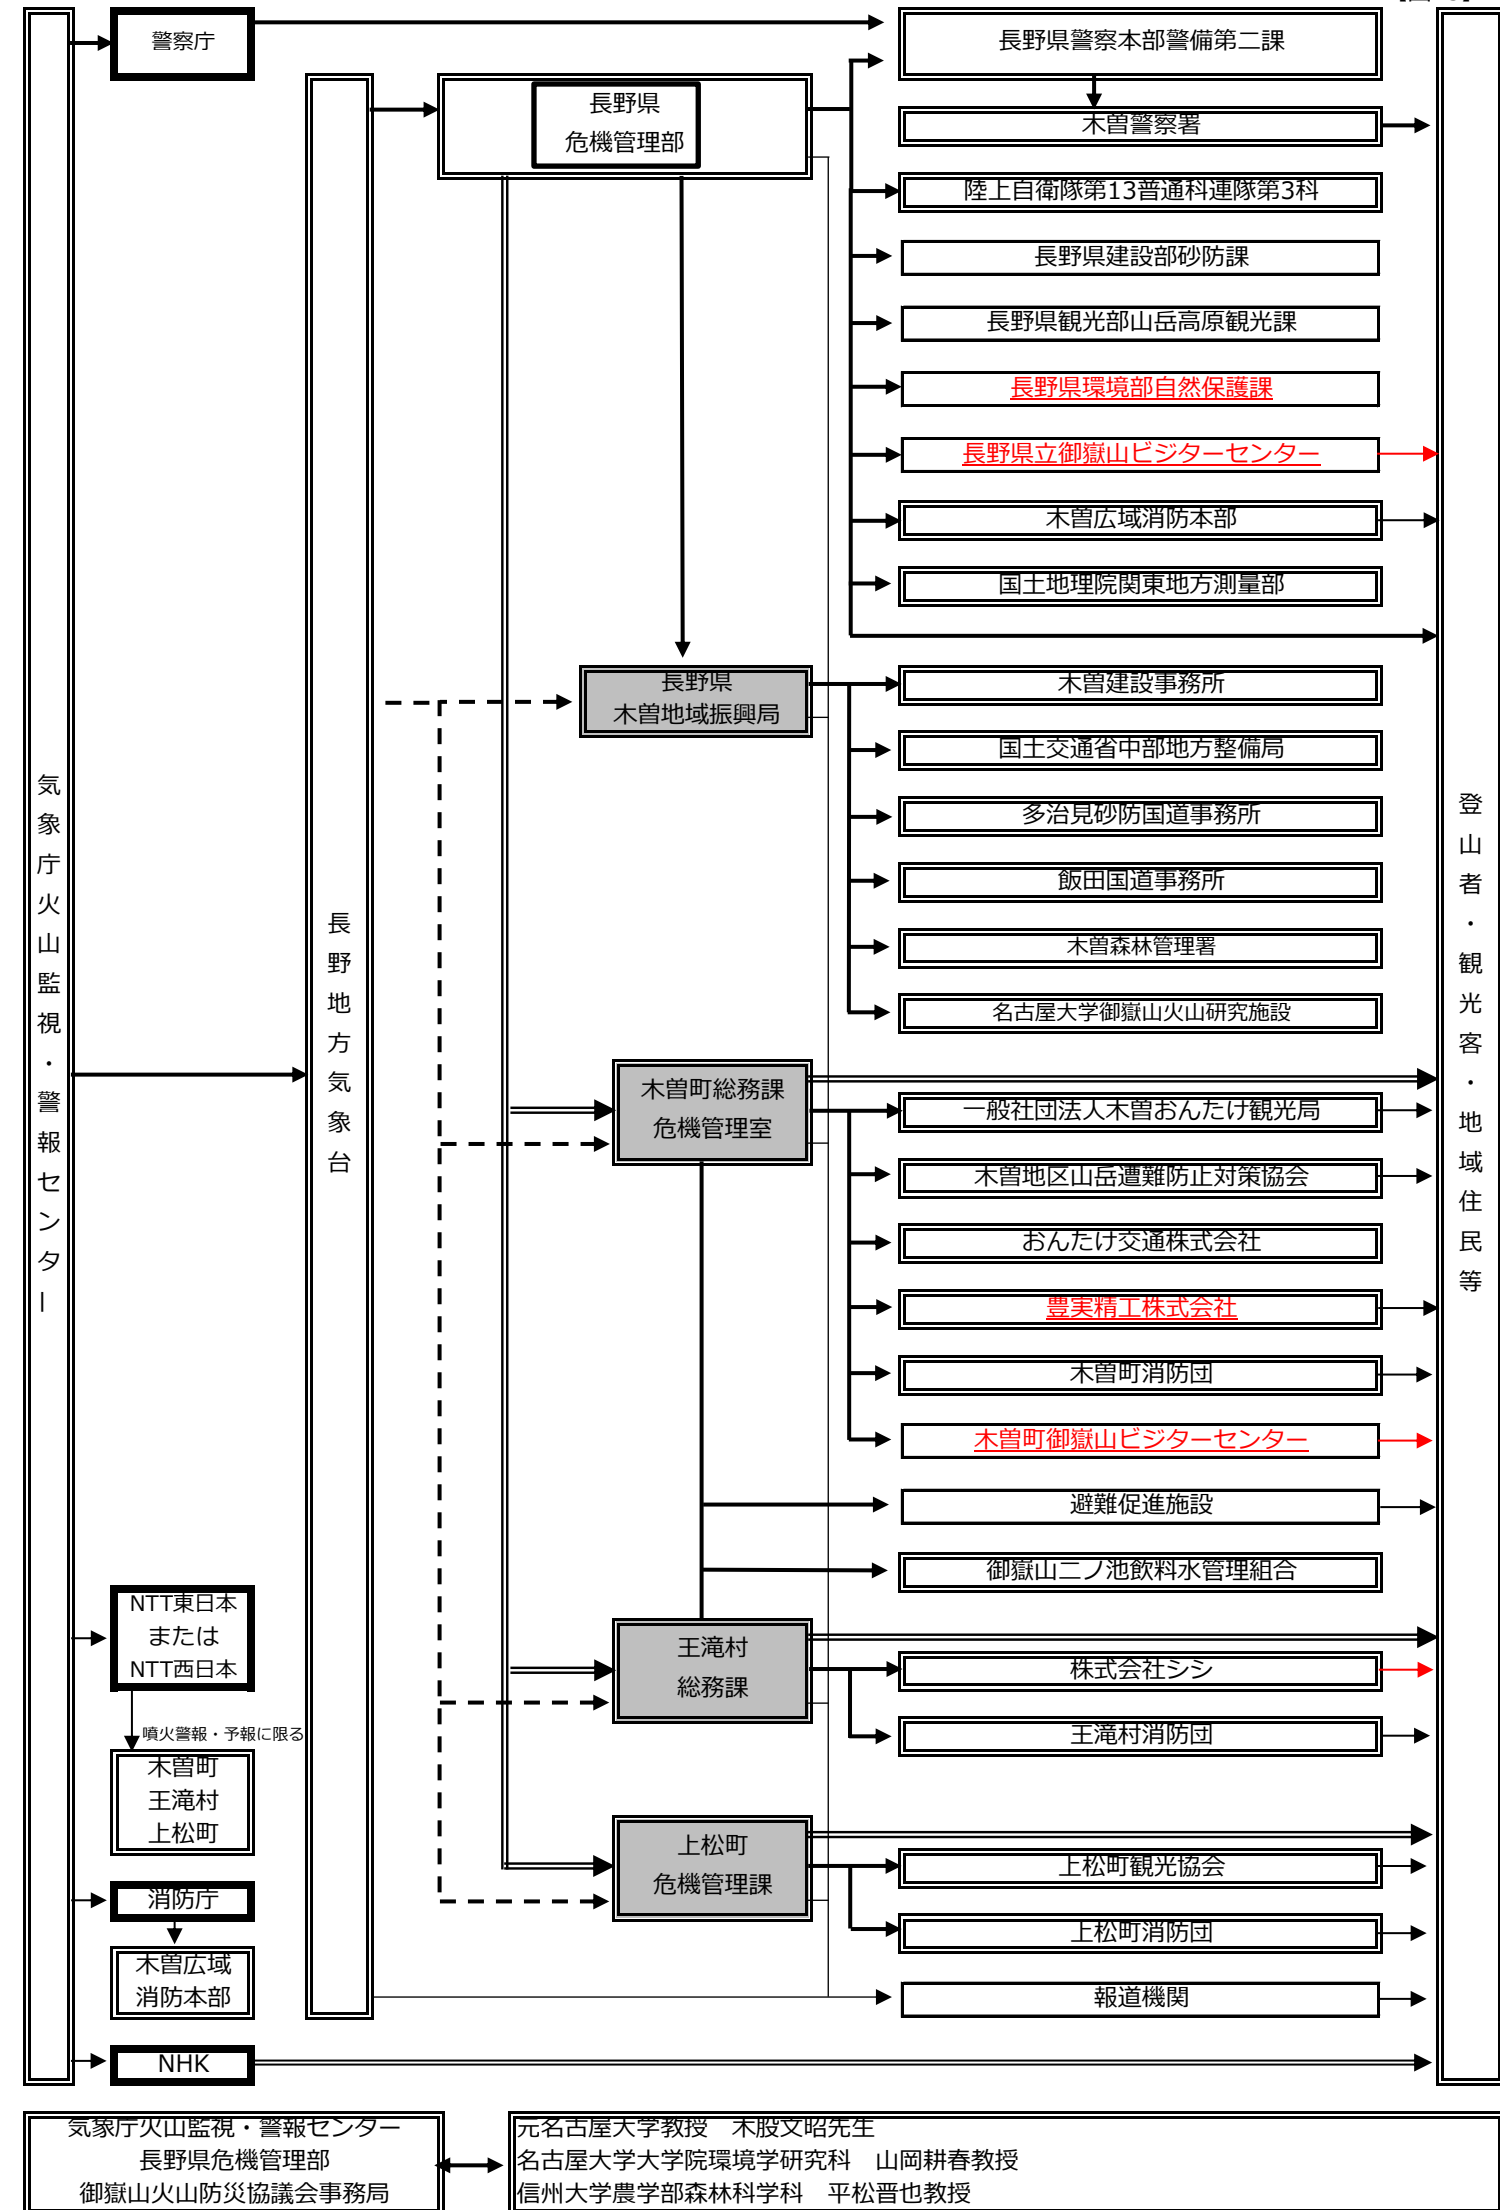 警察庁
長野県警察本部警備第二課
長野県
危機管理部
木曽警察署
陸上自衛隊第13普通科連隊第3科
長野県建設部砂防課
長野県観光部山岳高原観光課
長野県環境部自然保護課
長野県立御嶽山ビジターセンター
木曽広域消防本部
国土地理院関東地方測量部
長野県
木曽地域振興局
木曽建設事務所
国土交通省中部地方整備局
多治見砂防国道事務所
飯田国道事務所
木曽森林管理署
名古屋大学御嶽山火山研究施設
気象庁火山監視・警報センター
長野地方気象台
登山者・観光客・地域住民等
木曽町総務課
危機管理室
一般社団法人木曽おんたけ観光局
木曽地区山岳遭難防止対策協会
おんたけ交通株式会社
豊実精工株式会社
木曽町消防団
木曽町御嶽山ビジターセンター
避難促進施設
御嶽山二ノ池飲料水管理組合
NTT東日本
または
NTT西日本
噴火警報・予報に限る
木曽町
王滝村
上松町
王滝村
総務課
株式会社シシ
王滝村消防団
上松町
危機管理課
上松町観光協会
上松町消防団
消防庁
木曽広域
消防本部
報道機関
NHK
気象庁火山監視・警報センター
長野県危機管理部
御嶽山火山防災協議会事務局
元名古屋大学教授　木股文昭先生
名古屋大学大学院環境学研究科　山岡耕春教授
信州大学農学部森林科学科　平松晋也教授